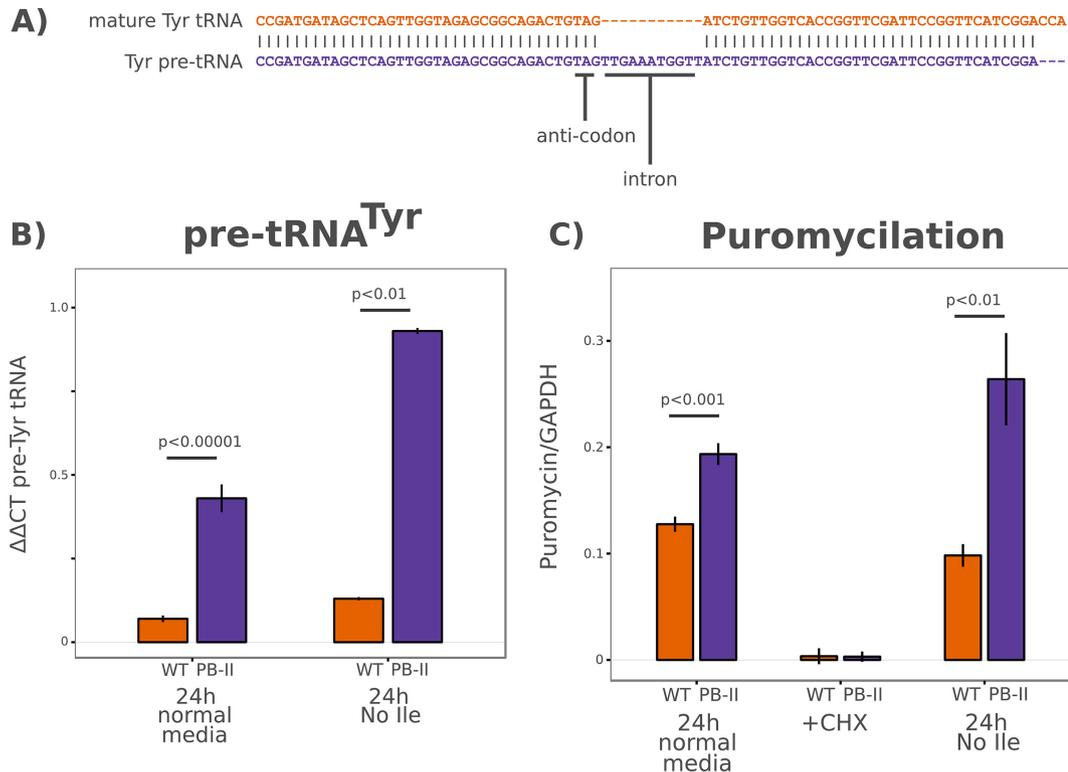 A)
mature Tyr tRNA CCGATGATAGCTCAGTTGGTAGAGCGGCAGACTGTAG-----------ATCTGTTGGTCACCGGTTCGATTCCGGTTCATCGGACCA
Tyr pre-tRNA CCGATGATAGCTCAGTTGGTAGAGCGGCAGACTGTAGTTGAAATGGTTATCTGTTGGTCACCGGTTCGATTCCGGTTCATCGGA---
anti-codon
intron
B)
pre-tRNATyr
ΔΔCT pre-Tyr tRNA
1.0
0.5
0
p<0.00001
p<0.01
WT PB-II
WT PB-II
24h
normal
media
24h
No Ile
C)
Puromycilation
Puromycin/GAPDH
0.3
0.2
0.1
0
p<0.001
p<0.01
WT PB-II
WT PB-II
WT PB-II
24h
normal
media
+CHX
24h
No Ile